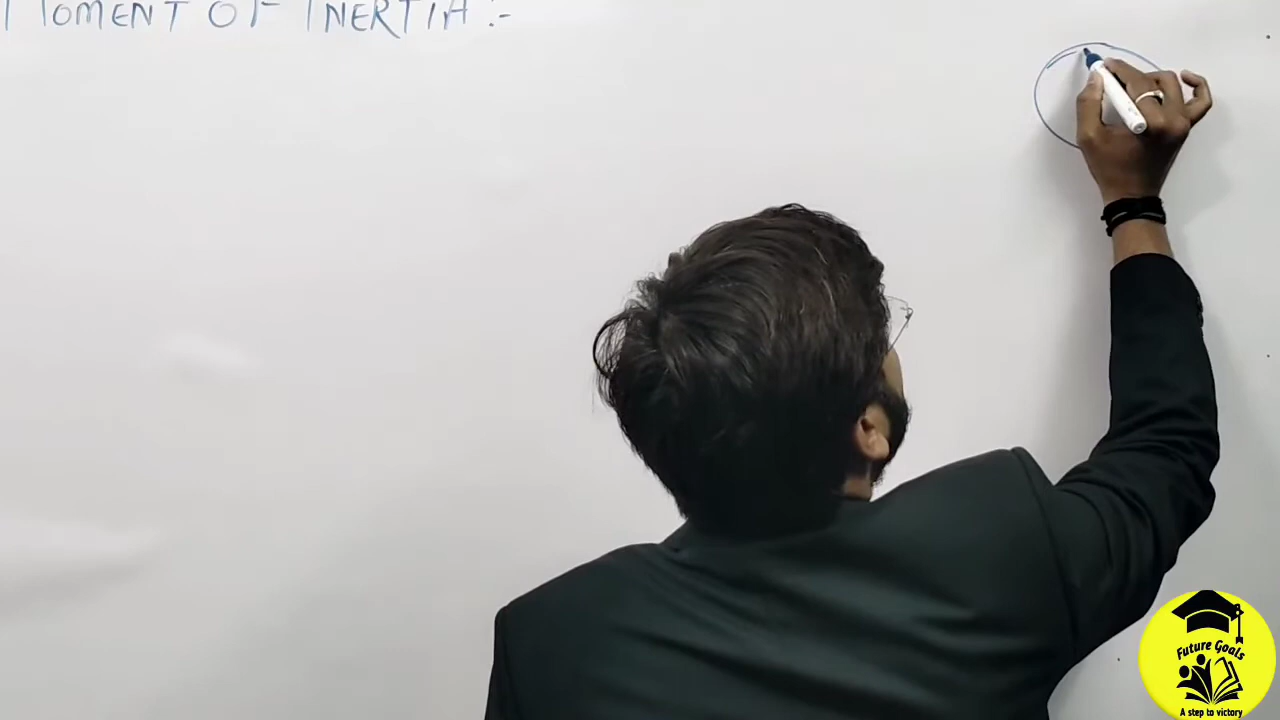 MOMENT OF INERTIA :-
Future Goals
A step to victory